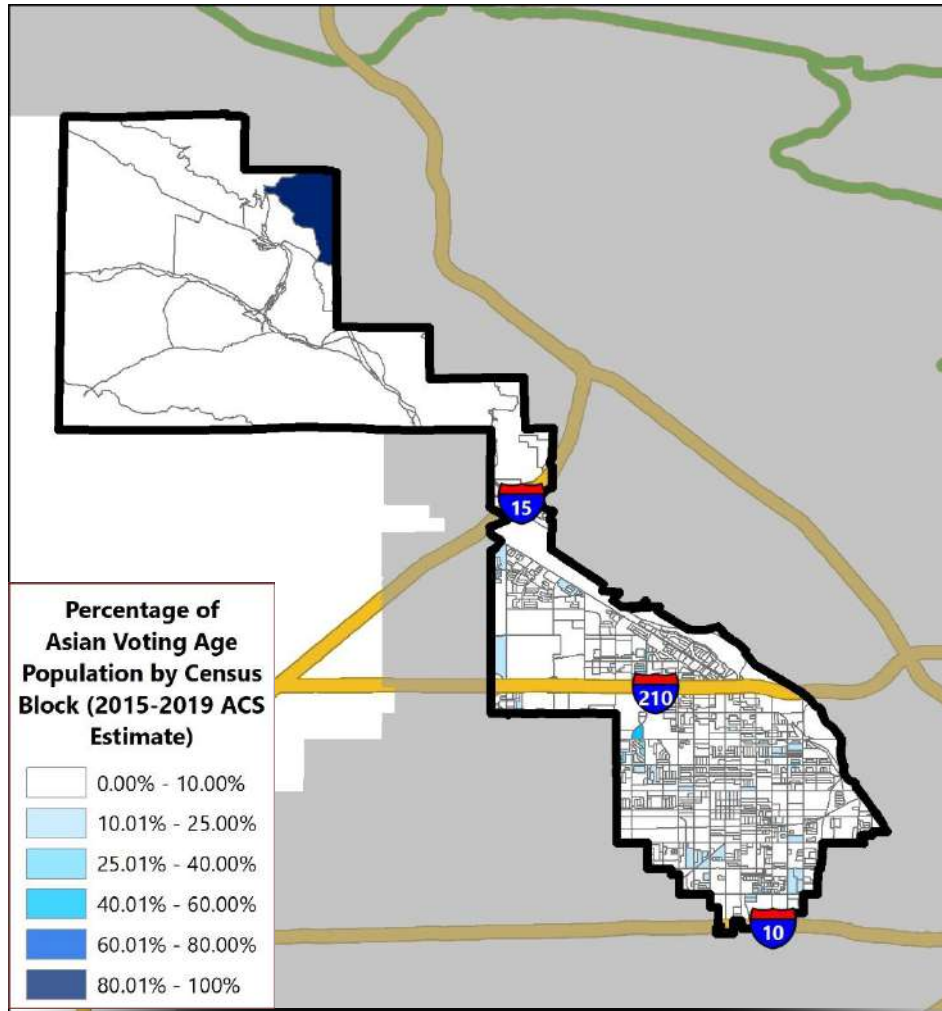 15
210
10
Percentage of
Asian Voting Age
Population by Census
Block (2015-2019 ACS
Estimate)
0.00% - 10.00%
10.01% - 25.00%
25.01% - 40.00%
40.01% - 60.00%
60.01% - 80.00%
80.01% - 100%